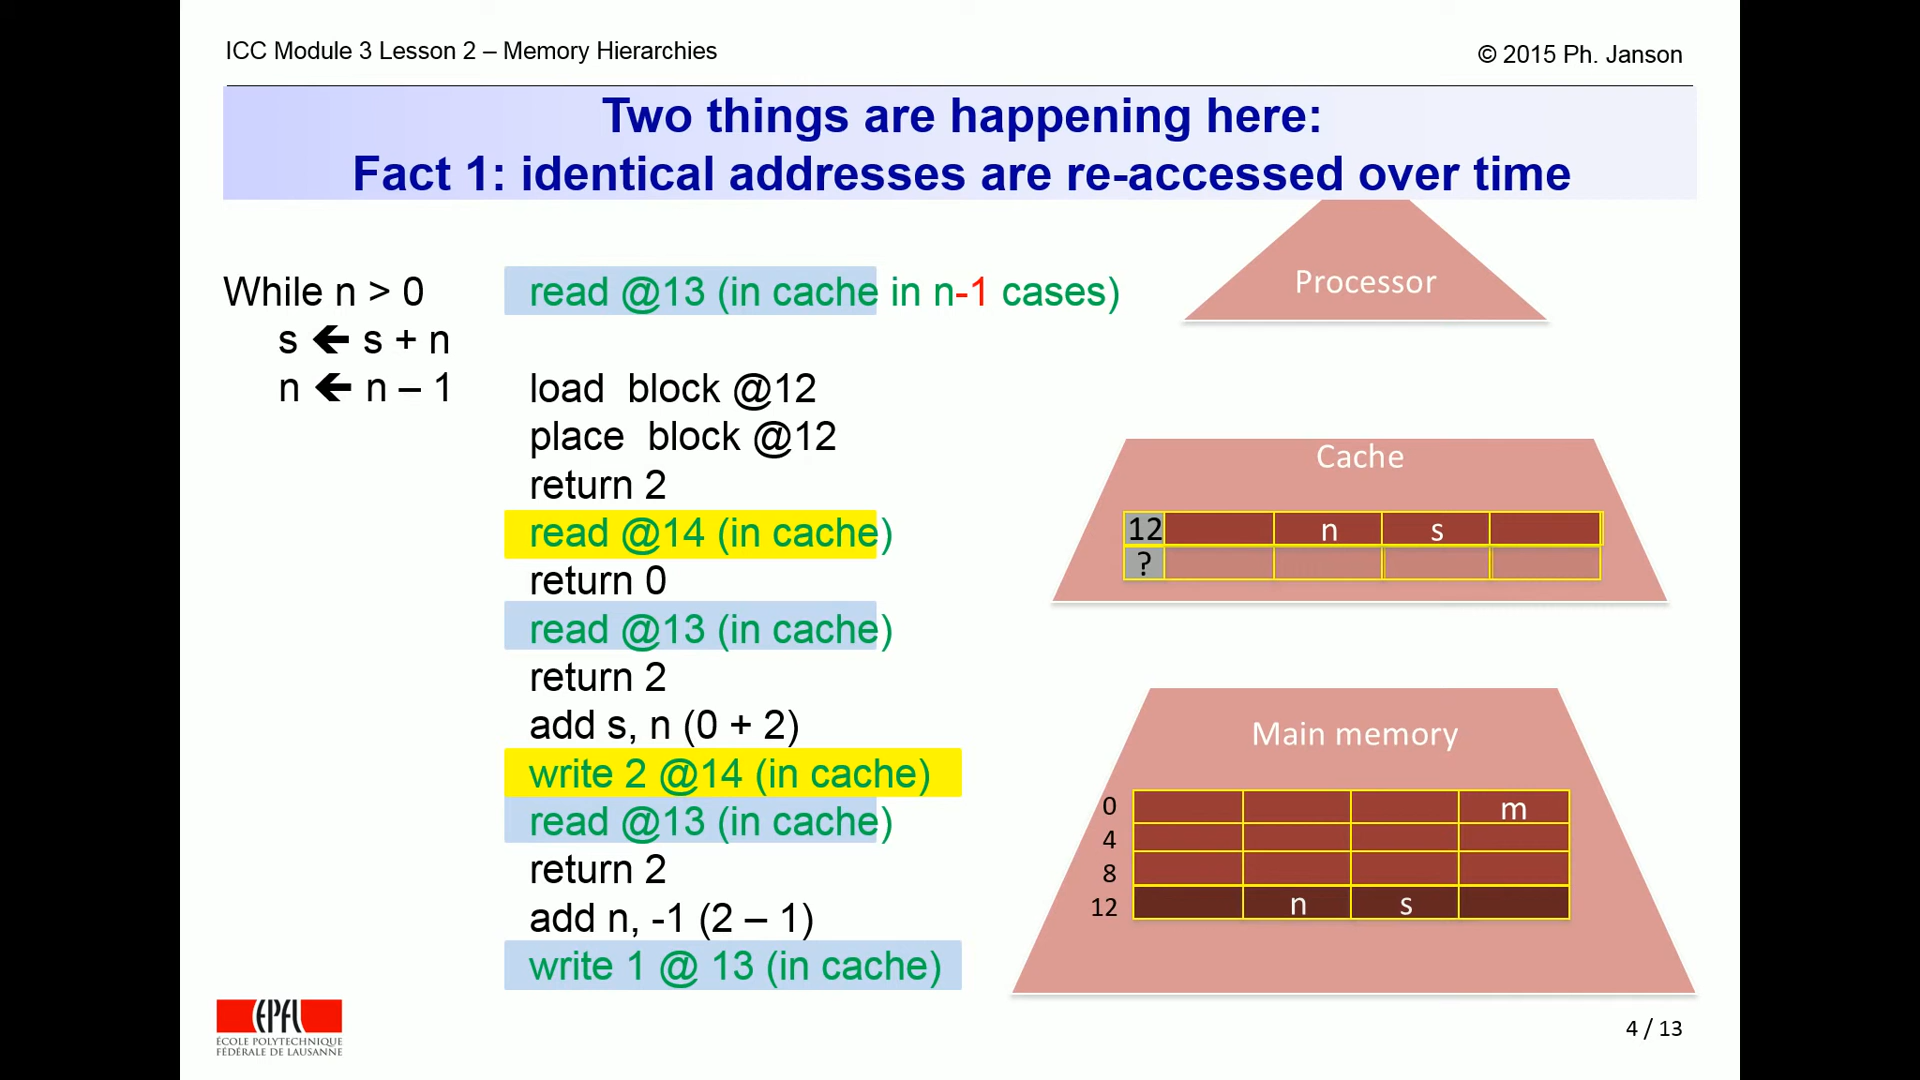 ICC Module 3 Lesson 2 – Memory Hierarchies
© 2015 Ph. Janson
Two things are happening here:
Fact 1: identical addresses are re-accessed over time
While n > 0
s 🡸 s + n
n 🡸 n – 1
read @13 (in cache in n-1 cases)
load block @12
place block @12
return 2
read @14 (in cache)
return 0
read @13 (in cache)
return 2
add s, n (0 + 2)
write 2 @14 (in cache)
read @13 (in cache)
return 2
add n, -1 (2 – 1)
write 1 @ 13 (in cache)
Processor
Cache
12 n s
?
Main memory
0 m
4
8
12 n s
EPFL
ÉCOLE POLYTECHNIQUE
FÉDÉRALE DE LAUSANNE
4 / 13